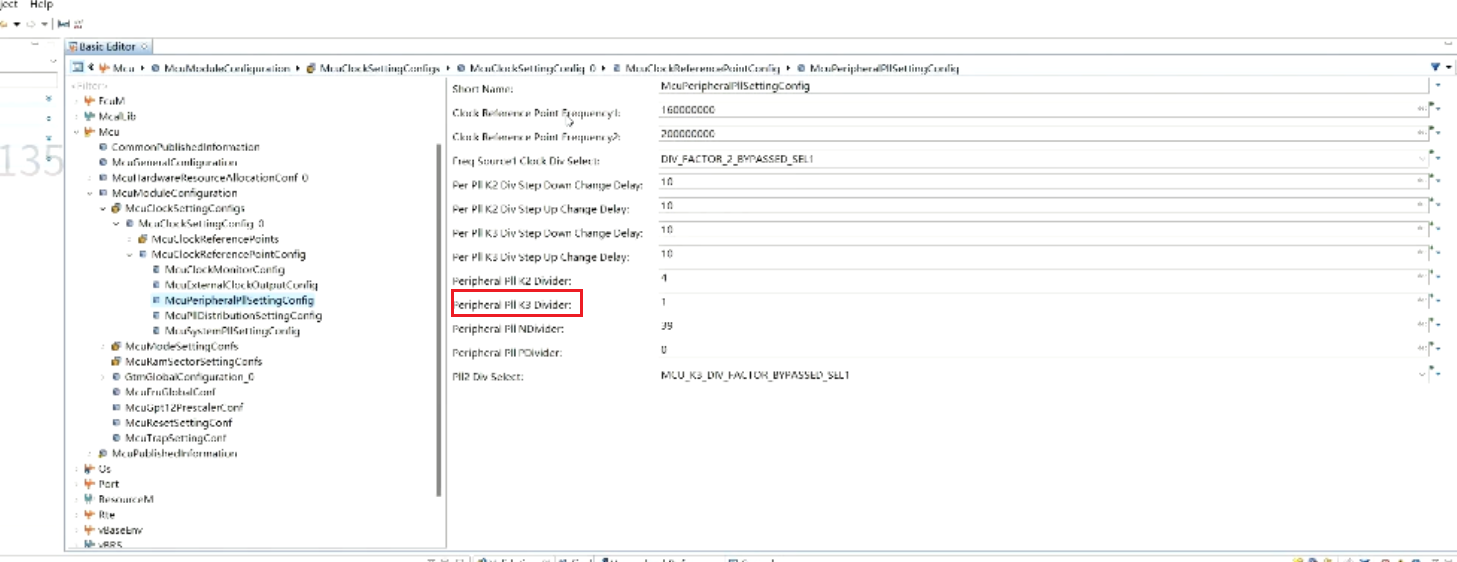 ject Help
Basic Editor
Mcu McuModuleConfiguration McuClockSettingConfigs McuClockSettingConfig_0 McuClockReferencePointConfig McuPeripheralPllSettingConfig
<Filter>
EcuM
McalLib
Mcu
CommonPublishedInformation
McuGeneralConfiguration
McuHardwareResourceAllocationConf_0
McuModuleConfiguration
McuClockSettingConfigs
McuClockSettingConfig_0
McuClockReferencePoints
McuClockReferencePointConfig
McuClockMonitorConfig
McuExternalClockOutputConfig
McuPeripheralPllSettingConfig
McuPllDistributionSettingConfig
McuSystemPllSettingConfig
McuModeSettingConfs
McuRamSectorSettingConfs
GtmGlobalConfiguration_0
McuEruGlobalConf
McuGpt12PrescalerConf
McuResetSettingConf
McuTrapSettingConf
McuPublishedInformation
Os
Port
ResourceM
Rte
vBaseEnv
vBRS
135
Short Name: McuPeripheralPllSettingConfig
Clock Reference Point Frequency1: 160000000
Clock Reference Point Frequency2: 200000000
Freq Source1 Clock Div Select: DIV_FACTOR_2_BYPASSED_SEL1
Per Pll K2 Div Step Down Change Delay: 10
Per Pll K2 Div Step Up Change Delay: 10
Per Pll K3 Div Step Down Change Delay: 10
Per Pll K3 Div Step Up Change Delay: 10
Peripheral Pll K2 Divider: 4
Peripheral Pll K3 Divider: 1
Peripheral Pll NDivider: 39
Peripheral Pll PDivider: 0
Pll2 Div Select: MCU_K3_DIV_FACTOR_BYPASSED_SEL1